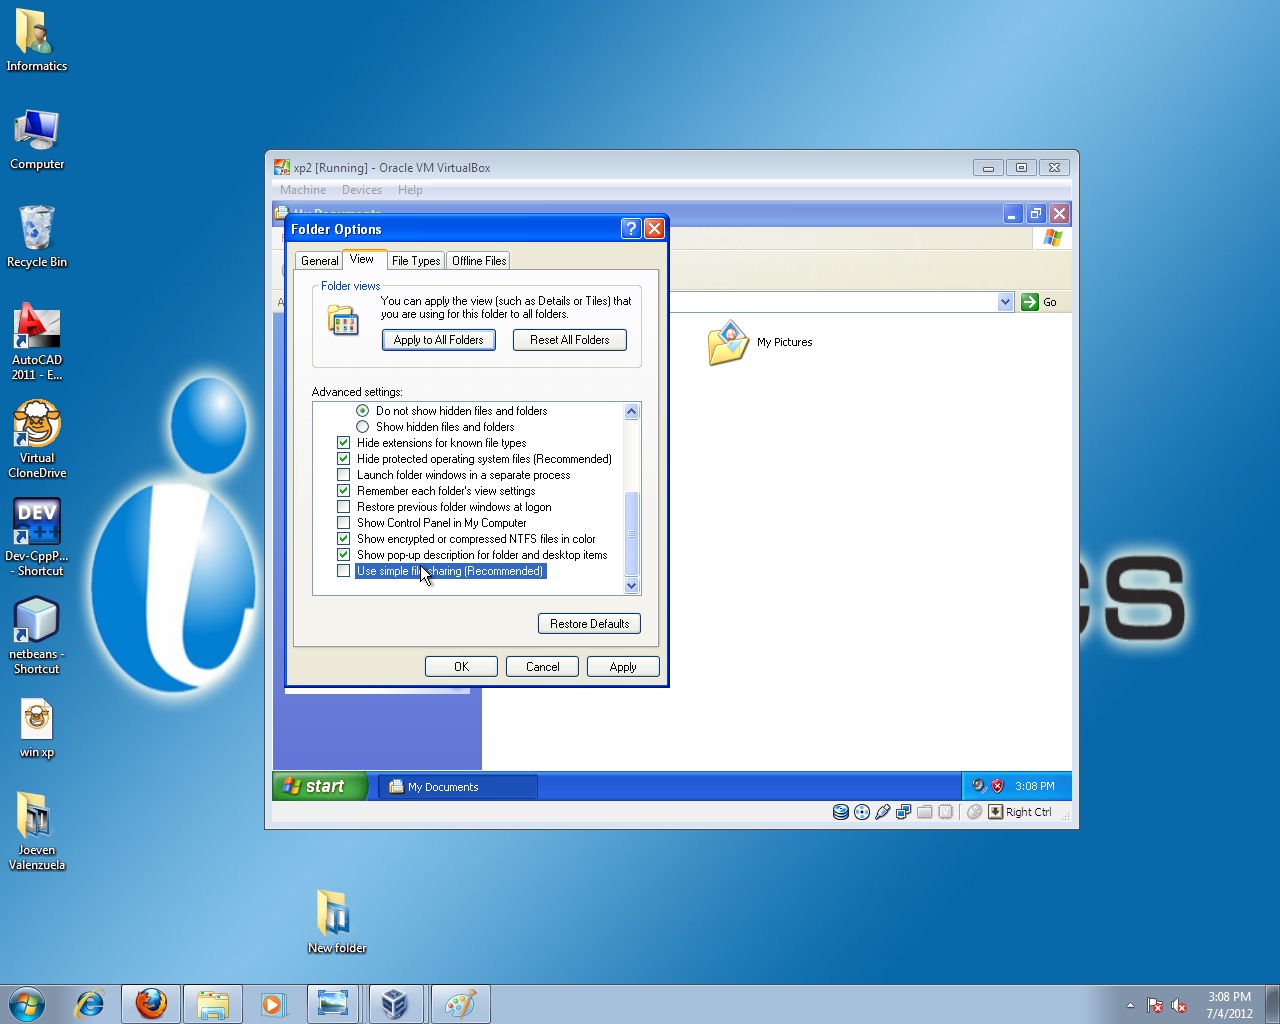 Informatics
Computer
Recycle Bin
AutoCAD
2011 - E...
Virtual
CloneDrive
DEV
C++
Dev-CppP...
- Shortcut
netbeans -
Shortcut
win xp
Joeven
Valenzuela
New folder
xp2 [Running] - Oracle VM VirtualBox
Machine Devices Help
My Documents
Folder Options
General View File Types Offline Files
Folder views
You can apply the view (such as Details or Tiles) that
you are using for this folder to all folders.
Apply to All Folders Reset All Folders
Advanced settings:
Do not show hidden files and folders
Show hidden files and folders
Hide extensions for known file types
Hide protected operating system files (Recommended)
Launch folder windows in a separate process
Remember each folder's view settings
Restore previous folder windows at logon
Show Control Panel in My Computer
Show encrypted or compressed NTFS files in color
Show pop-up description for folder and desktop items
Use simple file sharing (Recommended)
Restore Defaults
OK Cancel Apply
Go
My Pictures
start My Documents 3:08 PM
Right Ctrl
3:08 PM
7/4/2012